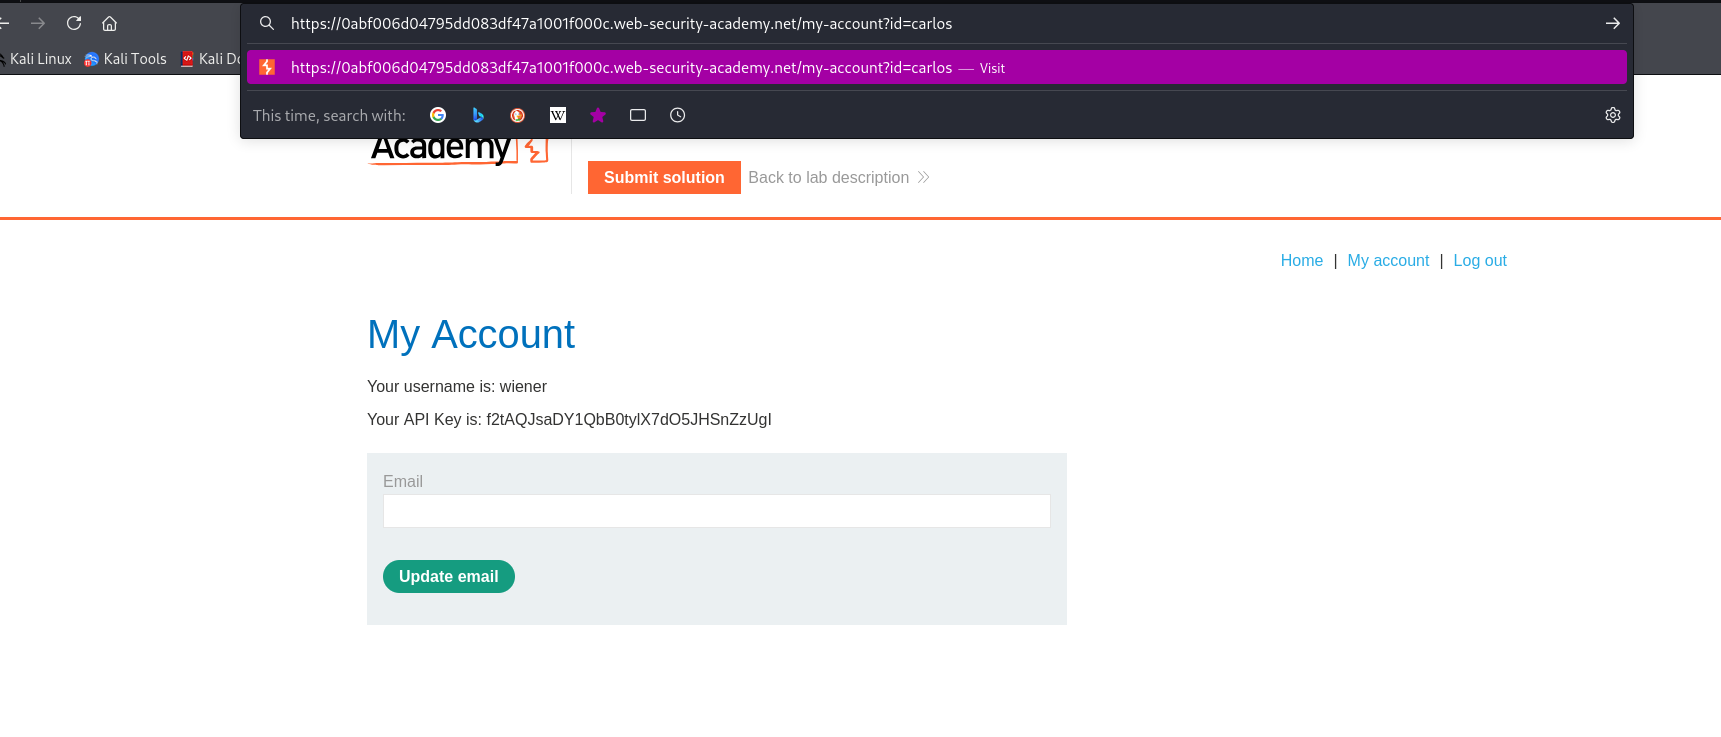 https://0abf006d04795dd083df47a1001f000c.web-security-academy.net/my-account?id=carlos
Kali Linux Kali Tools Kali Do
https://0abf006d04795dd083df47a1001f000c.web-security-academy.net/my-account?id=carlos — Visit
This time, search with: W
Academy
Submit solution Back to lab description
Home | My account | Log out
My Account
Your username is: wiener
Your API Key is: f2tAQJsaDY1QbB0tylX7dO5JHSnZzUgI
Email
Update email